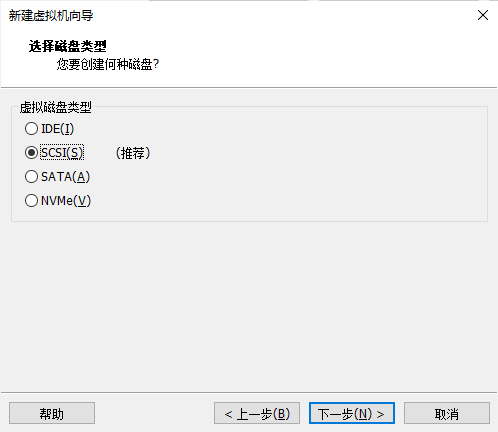 新建虚拟机向导
选择磁盘类型
您要创建何种磁盘?
虚拟磁盘类型
IDE(I)
SCSI(S) （推荐）
SATA(A)
NVMe(V)
帮助 < 上一步(B) 下一步(N) > 取消